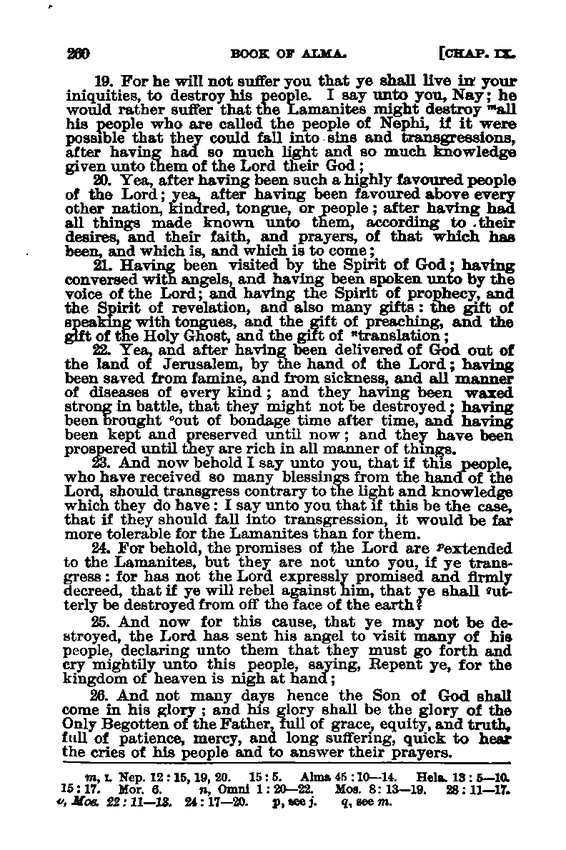 260 BOOK OF ALMA. [CHAP. IX.
19. For he will not suffer you that ye shall live in your
iniquities, to destroy his people. I say unto you, Nay; he
would rather suffer that the Lamanites might destroy ᵐall
his people who are called the people of Nephi, if it were
possible that they could fall into sins and transgressions,
after having had so much light and so much knowledge
given unto them of the Lord their God;
20. Yea, after having been such a highly favoured people
of the Lord; yea, after having been favoured above every
other nation, kindred, tongue, or people; after having had
all things made known unto them, according to their
desires, and their faith, and prayers, of that which has
been, and which is, and which is to come;
21. Having been visited by the Spirit of God; having
conversed with angels, and having been spoken unto by the
voice of the Lord; and having the Spirit of prophecy, and
the Spirit of revelation, and also many gifts: the gift of
speaking with tongues, and the gift of preaching, and the
gift of the Holy Ghost, and the gift of ⁿtranslation;
22. Yea, and after having been delivered of God out of
the land of Jerusalem, by the hand of the Lord; having
been saved from famine, and from sickness, and all manner
of diseases of every kind; and they having been waxed
strong in battle, that they might not be destroyed; having
been brought ᵒout of bondage time after time, and having
been kept and preserved until now; and they have been
prospered until they are rich in all manner of things.
23. And now behold I say unto you, that if this people,
who have received so many blessings from the hand of the
Lord, should transgress contrary to the light and knowledge
which they do have: I say unto you that if this be the case,
that if they should fall into transgression, it would be far
more tolerable for the Lamanites than for them.
24. For behold, the promises of the Lord are ᵖextended
to the Lamanites, but they are not unto you, if ye trans-
gress: for has not the Lord expressly promised and firmly
decreed, that if ye will rebel against him, that ye shall qut-
terly be destroyed from off the face of the earth?
25. And now for this cause, that ye may not be de-
stroyed, the Lord has sent his angel to visit many of his
people, declaring unto them that they must go forth and
cry mightily unto this people, saying, Repent ye, for the
kingdom of heaven is nigh at hand;
26. And not many days hence the Son of God shall
come in his glory; and his glory shall be the glory of the
Only Begotten of the Father, full of grace, equity, and truth,
full of patience, mercy, and long suffering, quick to hear
the cries of his people and to answer their prayers.
m, I. Nep. 12:15, 19, 20. 15:5. Alma 45:10—14. Hela. 13:5—10.
15:17. Mor. 6. n, Omni 1:20—22. Mos. 8:13—19. 28:11—17.
o, Mos. 22:11—13. 24:17—20. p, see j. q, see m.